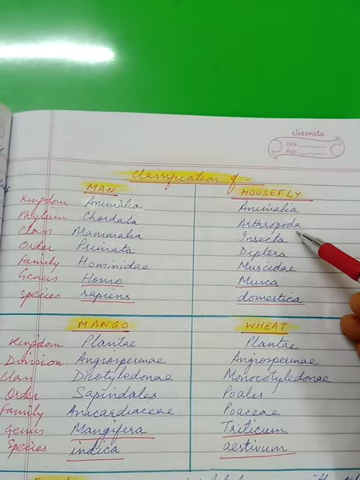 classmate
Date
Page
Classification of
MAN HOUSEFLY
Kingdom Animalia Animalia
Phylum Chordata Arthropoda
Class Mammalia Insecta
Order Primata Diptera
Family Hominidae Muscidae
Genus Homo Musca
Species sapiens domestica
MANGO WHEAT
Kingdom Plantae Plantae
Division Angiospermae Angiospermae
Class Dicotyledonae Monocotyledonae
Order Sapindales Poales
Family Anacardiaceae Poaceae
Genus Mangifera Triticum
Species indica aestivum